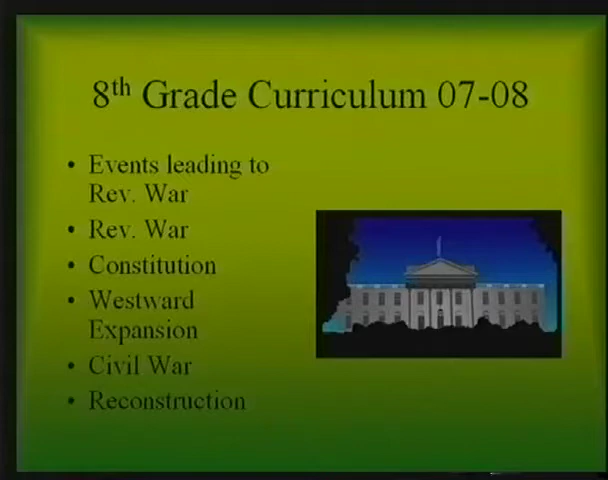 8th Grade Curriculum 07-08
• Events leading to
Rev. War
• Rev. War
• Constitution
• Westward
Expansion
• Civil War
• Reconstruction